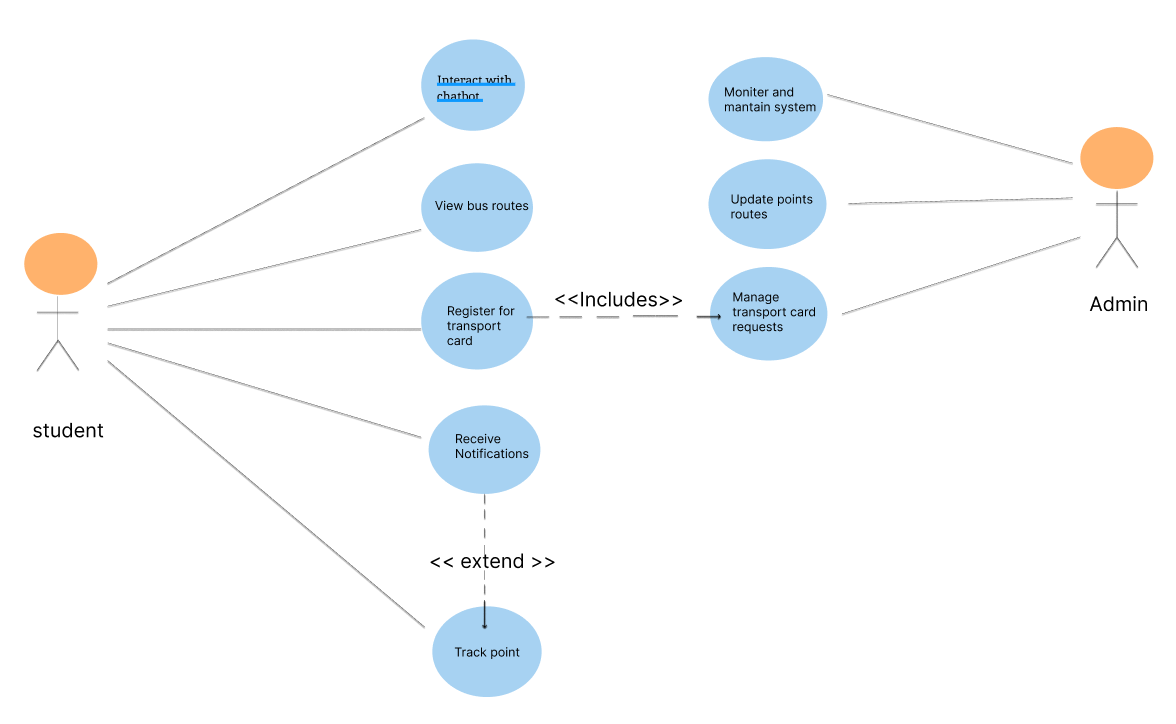 Interact with
chatbot
View bus routes
Register for
transport
card
Receive
Notifications
<< extend >>
Track point
student
<<Includes>>
Moniter and
mantain system
Update points
routes
Manage
transport card
requests
Admin